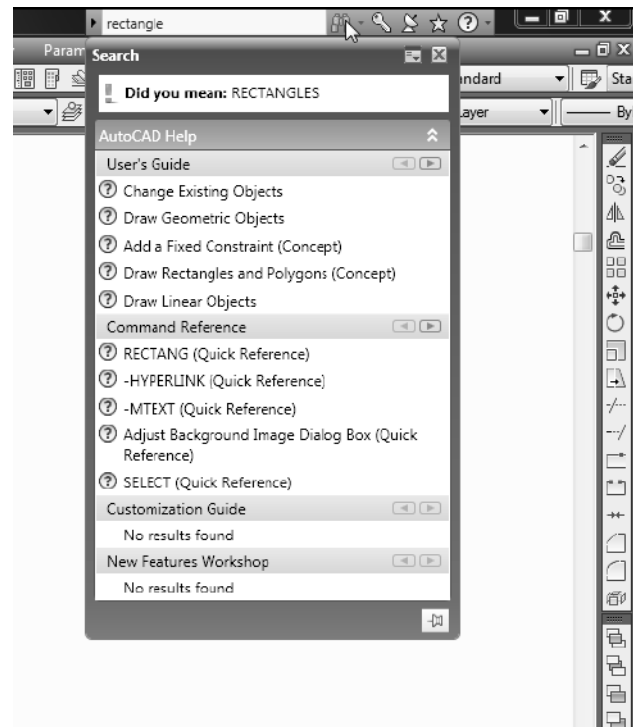 rectangle
Param
Search
ndard
Sta
Did you mean: RECTANGLES
ayer
By
AutoCAD Help
User's Guide
Change Existing Objects
Draw Geometric Objects
Add a Fixed Constraint (Concept)
Draw Rectangles and Polygons (Concept)
Draw Linear Objects
Command Reference
RECTANG (Quick Reference)
-HYPERLINK (Quick Reference)
-MTEXT (Quick Reference)
Adjust Background Image Dialog Box (Quick
Reference)
SELECT (Quick Reference)
Customization Guide
No results found
New Features Workshop
No results found